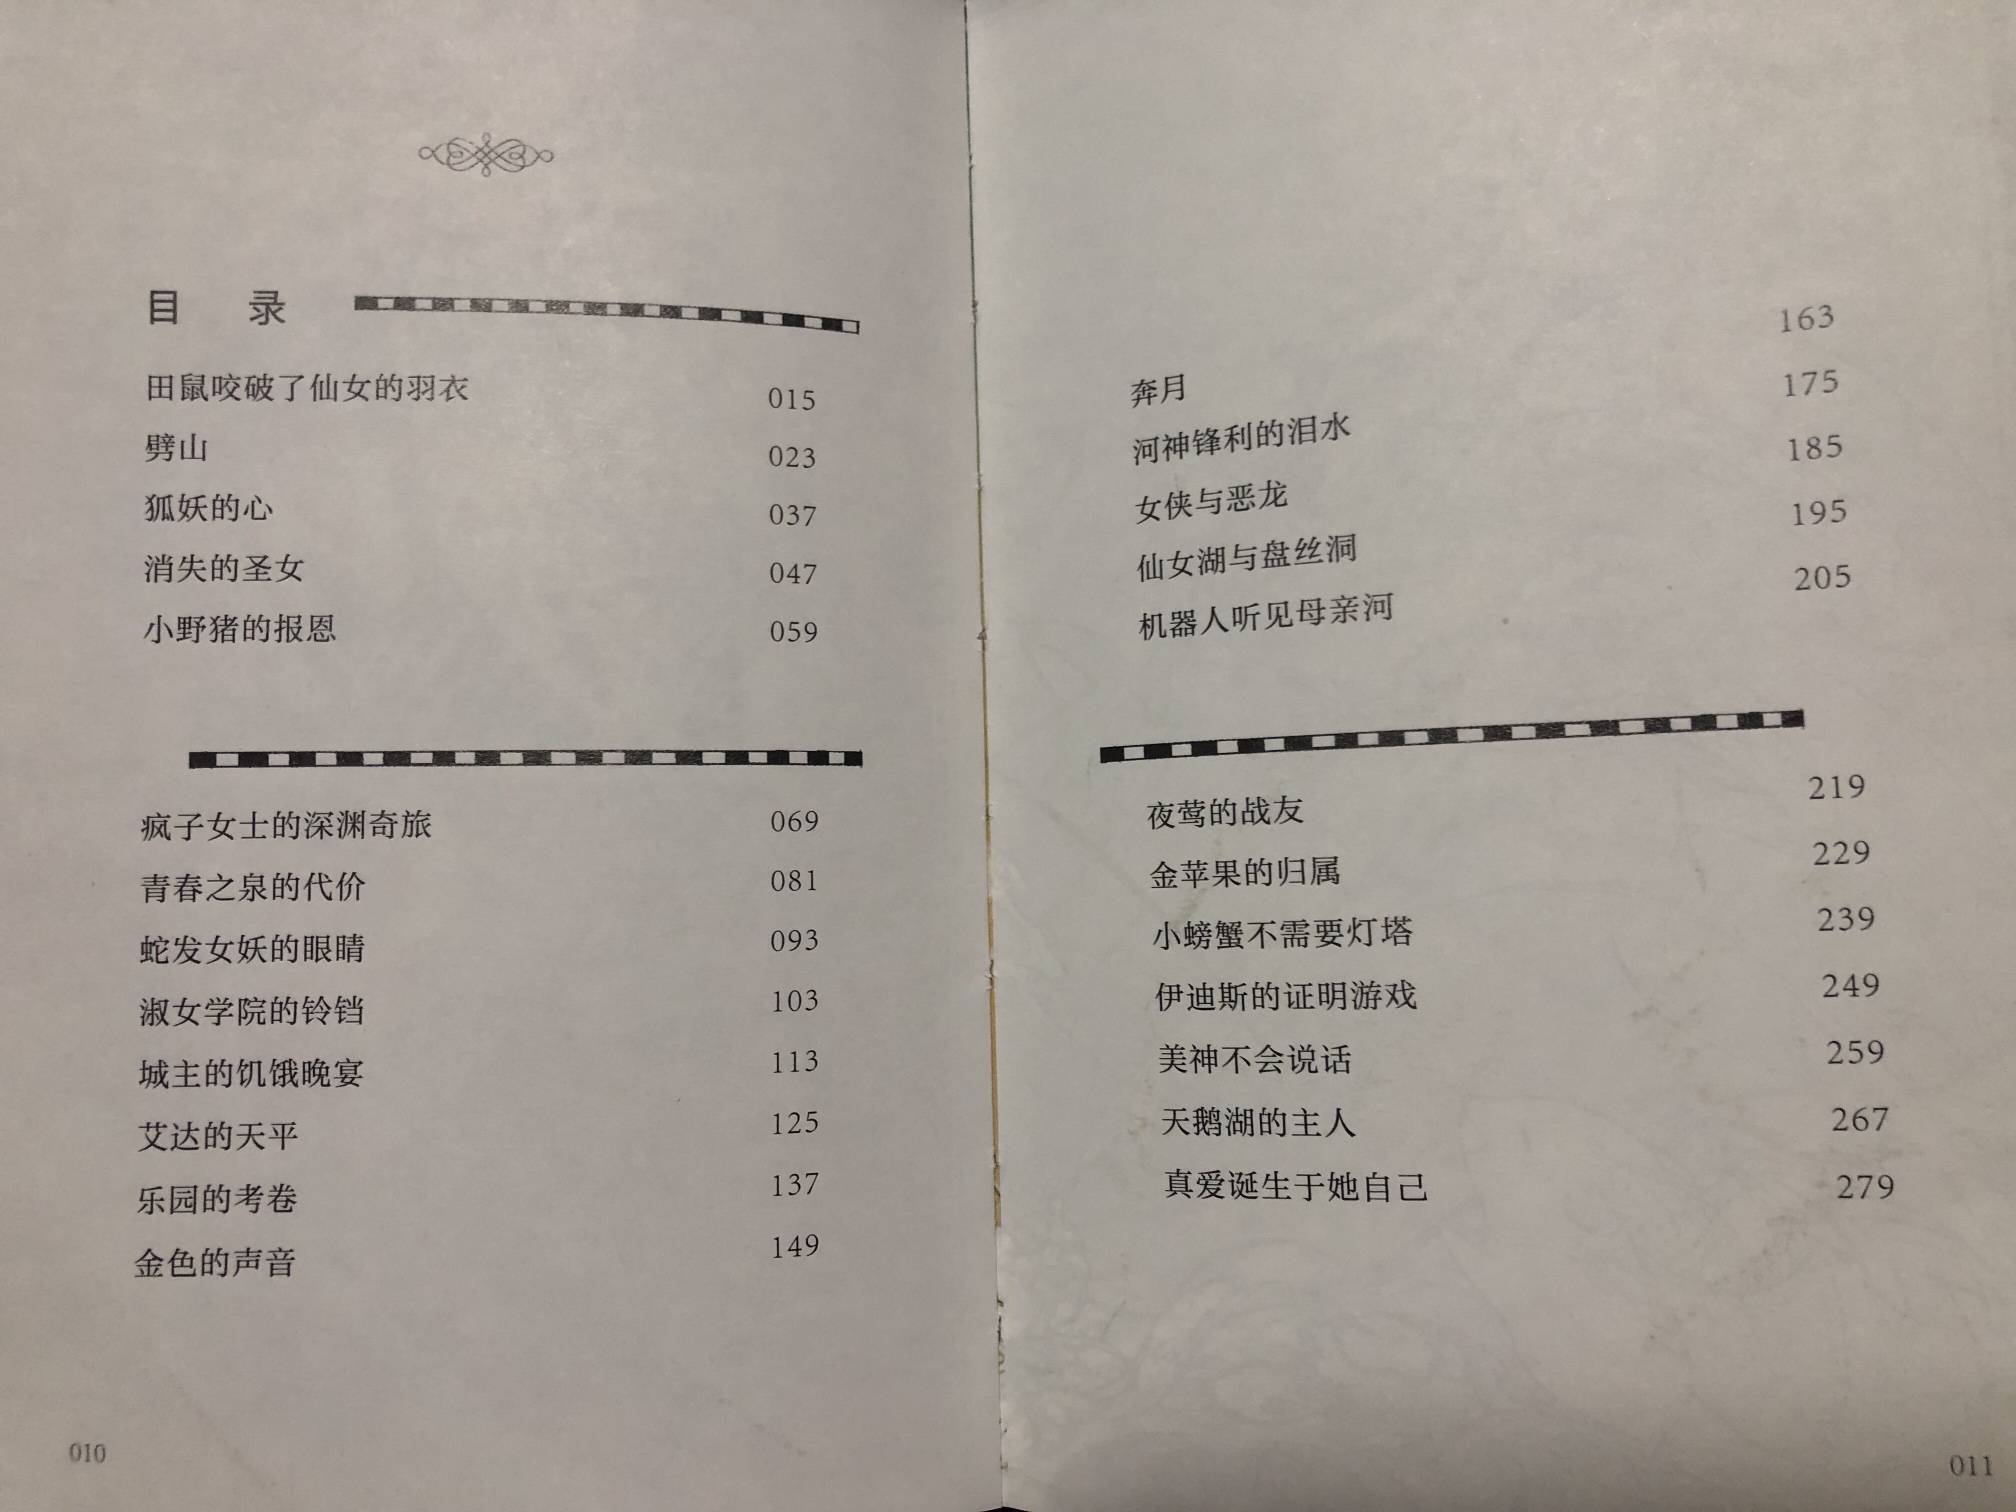 目 录
田鼠咬破了仙女的羽衣 015
劈山 023
狐妖的心 037
消失的圣女 047
小野猪的报恩 059
疯子女士的深渊奇旅 069
青春之泉的代价 081
蛇发女妖的眼睛 093
淑女学院的铃铛 103
城主的饥饿晚宴 113
艾达的天平 125
乐园的考卷 137
金色的声音 149
010
奔月 163
河神锋利的泪水 175
女侠与恶龙 185
仙女湖与盘丝洞 195
机器人听见母亲河 205
夜莺的战友 219
金苹果的归属 229
小螃蟹不需要灯塔 239
伊迪斯的证明游戏 249
美神不会说话 259
天鹅湖的主人 267
真爱诞生于她自己 279
011